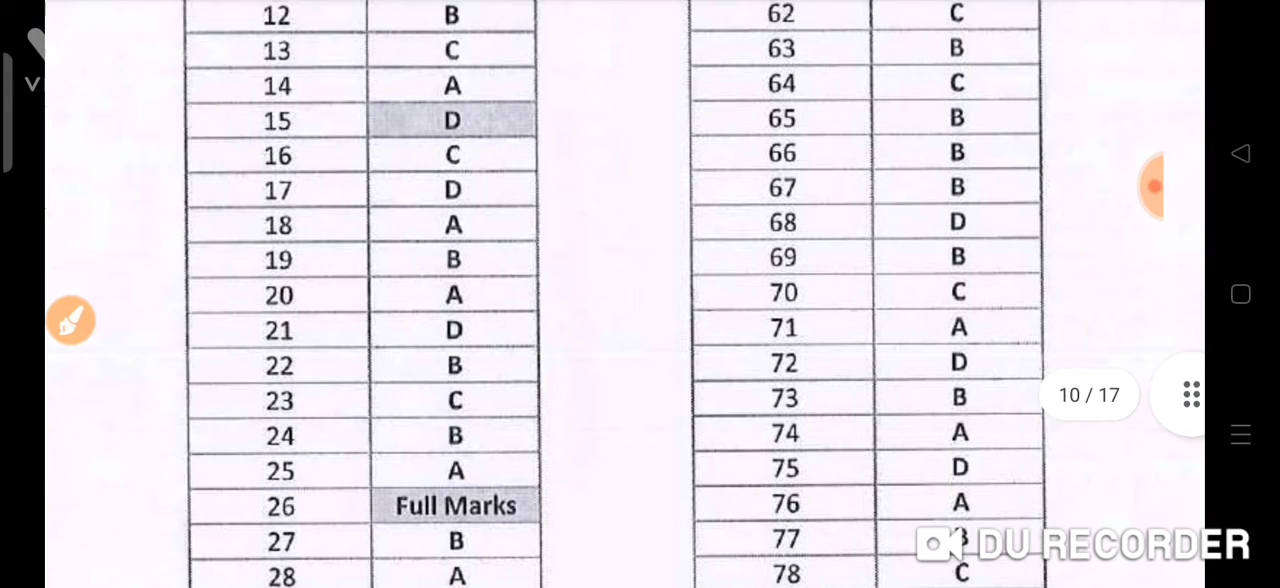 12 B 62 C
13 C 63 B
14 A 64 C
15 D 65 B
16 C 66 B
17 D 67 B
18 A 68 D
19 B 69 B
20 A 70 C
21 D 71 A
22 B 72 D
23 C 73 B
24 B 74 A
25 A 75 D
26 Full Marks 76 A
27 B 77 B
28 A 78 C
10 / 17
DU RECORDER